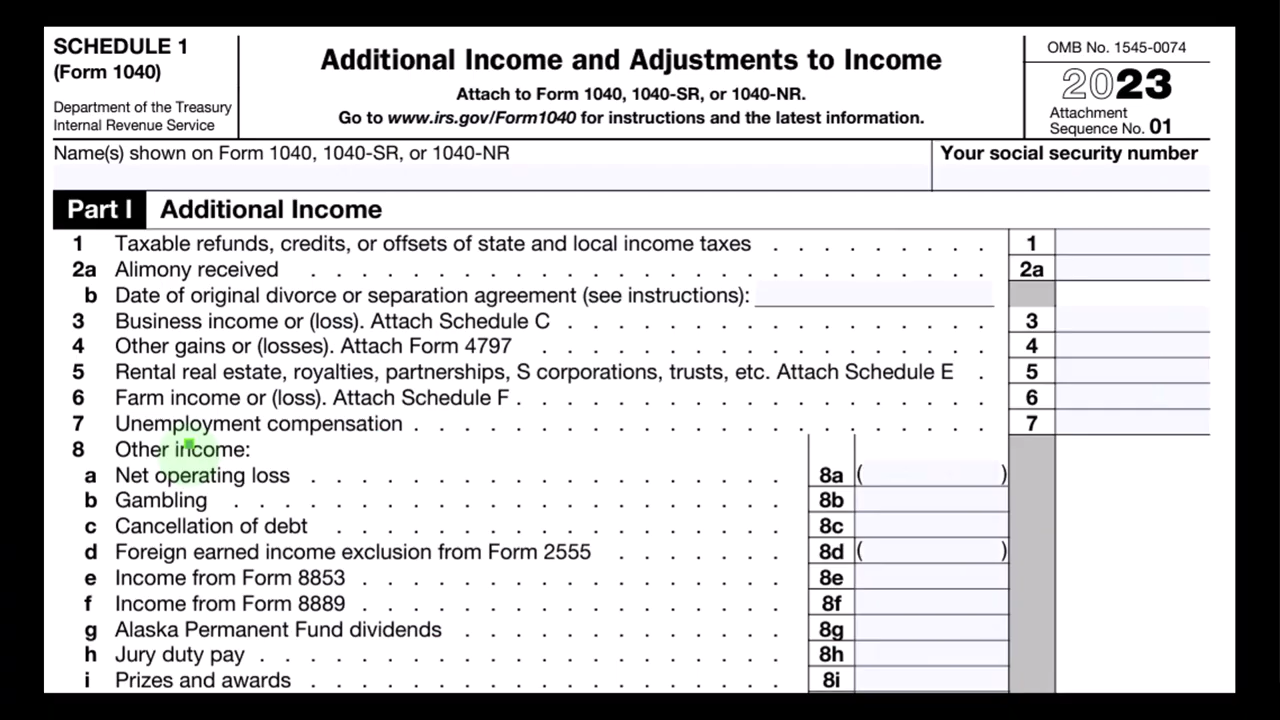 SCHEDULE 1
(Form 1040)
Department of the Treasury
Internal Revenue Service
Additional Income and Adjustments to Income
Attach to Form 1040, 1040-SR, or 1040-NR.
Go to www.irs.gov/Form1040 for instructions and the latest information.
OMB No. 1545-0074
2023
Attachment
Sequence No. 01
Name(s) shown on Form 1040, 1040-SR, or 1040-NR
Your social security number
Part I Additional Income
1 Taxable refunds, credits, or offsets of state and local income taxes . . . . . . . . . 1
2a Alimony received . . . . . . . . . . . . . . . . . . . . . . . . 2a
b Date of original divorce or separation agreement (see instructions):
3 Business income or (loss). Attach Schedule C . . . . . . . . . . . . . . . 3
4 Other gains or (losses). Attach Form 4797 . . . . . . . . . . . . . . . . 4
5 Rental real estate, royalties, partnerships, S corporations, trusts, etc. Attach Schedule E . 5
6 Farm income or (loss). Attach Schedule F . . . . . . . . . . . . . . . . . 6
7 Unemployment compensation . . . . . . . . . . . . . . . . . . . . . 7
8 Other income:
a Net operating loss . . . . . . . . . . . . . . . . . 8a ( )
b Gambling . . . . . . . . . . . . . . . . . . . . 8b
c Cancellation of debt . . . . . . . . . . . . . . . . 8c
d Foreign earned income exclusion from Form 2555 . . . . . . 8d ( )
e Income from Form 8853 . . . . . . . . . . . . . . . 8e
f Income from Form 8889 . . . . . . . . . . . . . . . 8f
g Alaska Permanent Fund dividends . . . . . . . . . . . . 8g
h Jury duty pay . . . . . . . . . . . . . . . . . . . 8h
i Prizes and awards . . . . . . . . . . . . . . . . . 8i